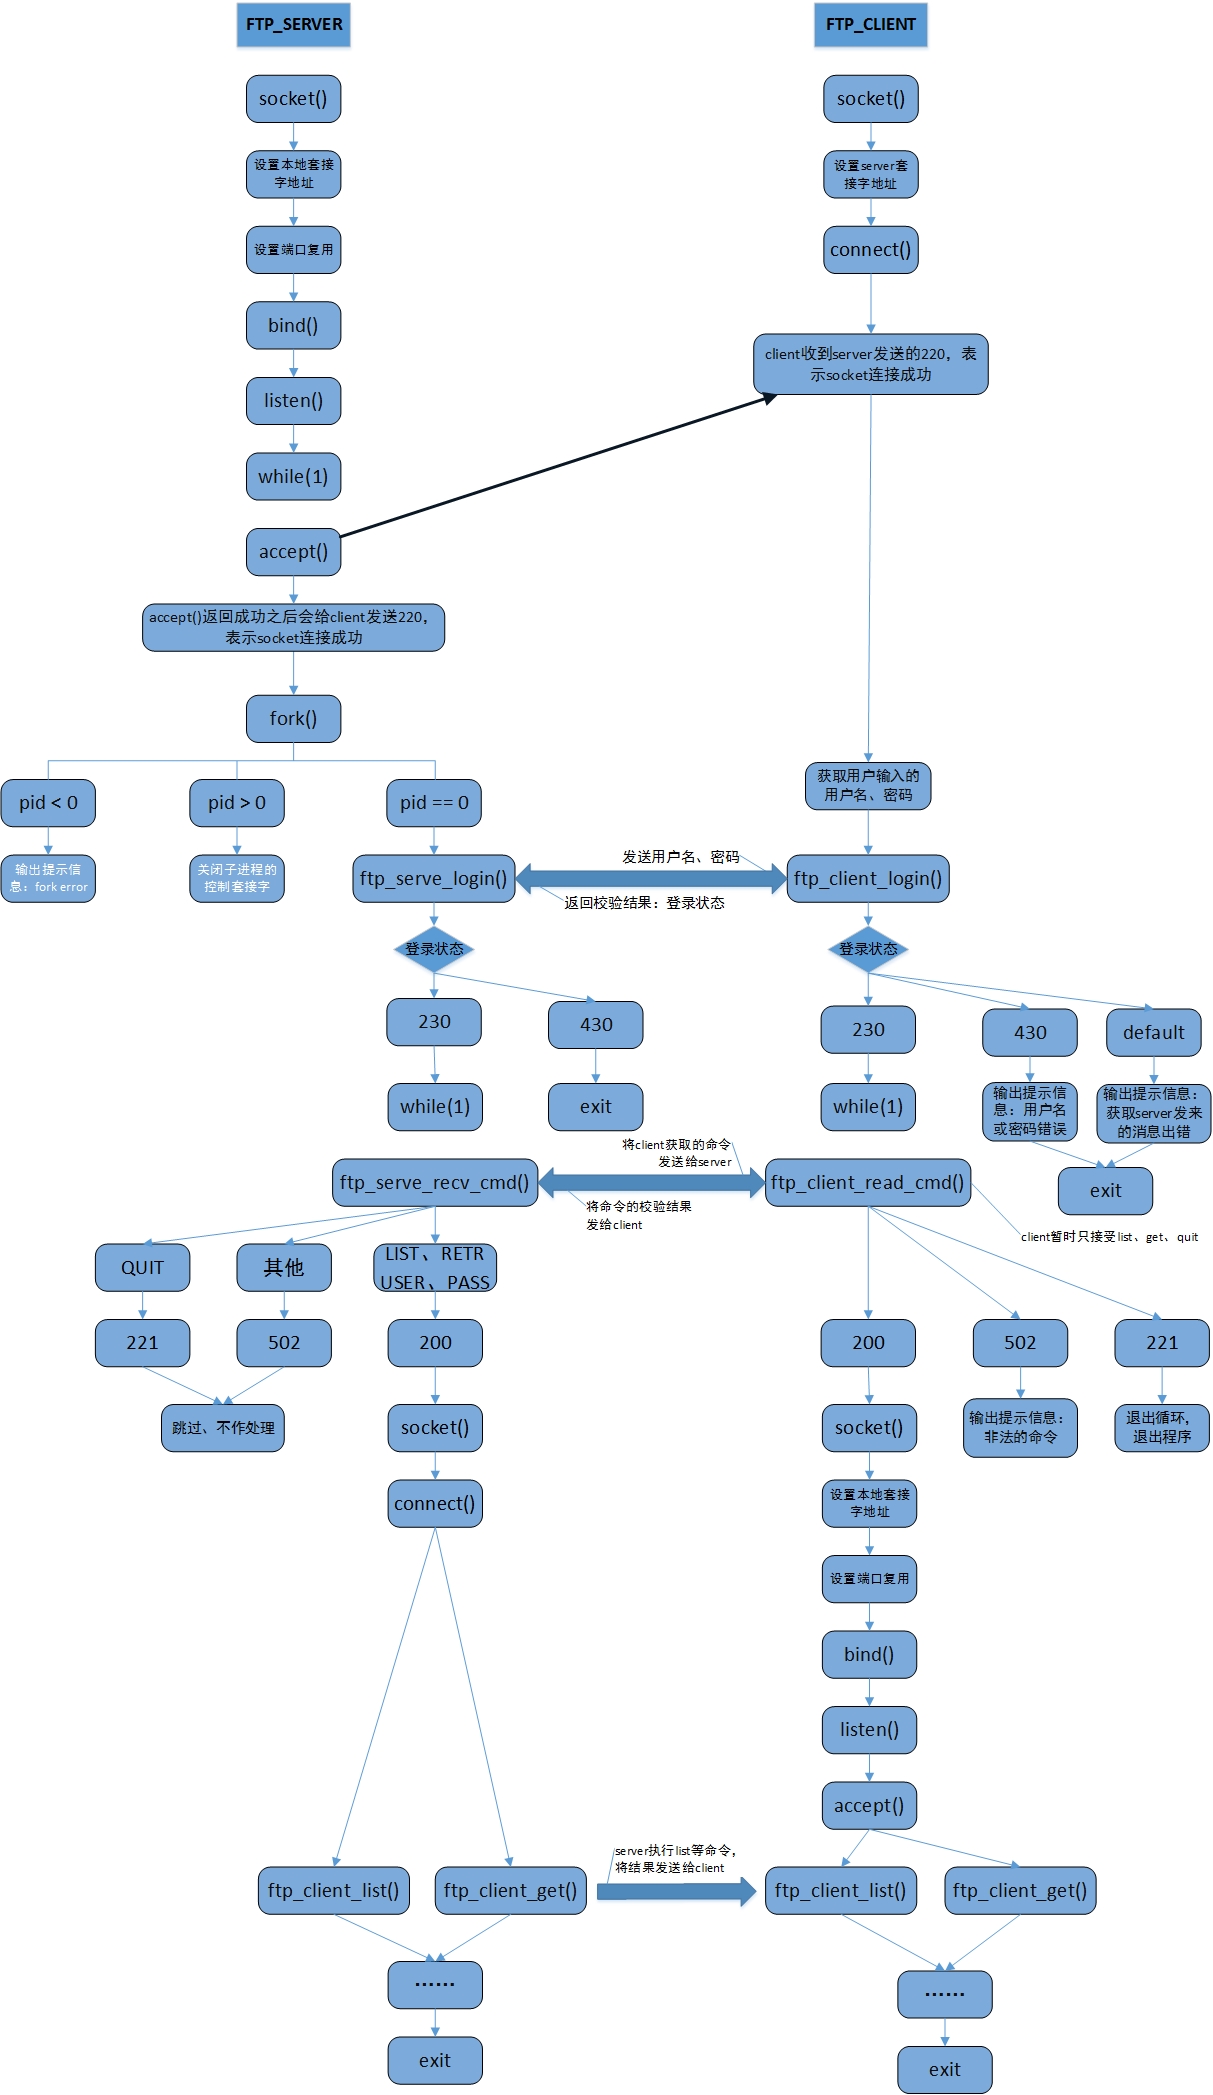 FTP_SERVER
FTP_CLIENT
socket()
socket()
设置本地套接
字地址
设置server套
接字地址
设置端口复用
connect()
bind()
client收到server发送的220，表
示socket连接成功
listen()
while(1)
accept()
accept()返回成功之后会给client发送220，
表示socket连接成功
fork()
获取用户输入的
用户名、密码
pid < 0
pid > 0
pid == 0
输出提示信
息：fork error
关闭子进程的
控制套接字
ftp_serve_login()
发送用户名、密码
返回校验结果：登录状态
ftp_client_login()
登录状态
登录状态
230
430
230
430
default
while(1)
exit
while(1)
输出提示信
息：用户名
或密码错误
输出提示信息：
获取server发来
的消息出错
将client获取的命令
发送给server
ftp_serve_recv_cmd()
ftp_client_read_cmd()
exit
将命令的校验结果
发给client
client暂时只接受list、get、quit
QUIT
其他
LIST、RETR
USER、PASS
221
502
200
200
502
221
跳过、不作处理
socket()
socket()
输出提示信息：
非法的命令
退出循环，
退出程序
connect()
设置本地套接
字地址
设置端口复用
bind()
listen()
accept()
server执行list等命令，
将结果发送给client
ftp_client_list()
ftp_client_get()
ftp_client_list()
ftp_client_get()
……
……
exit
exit